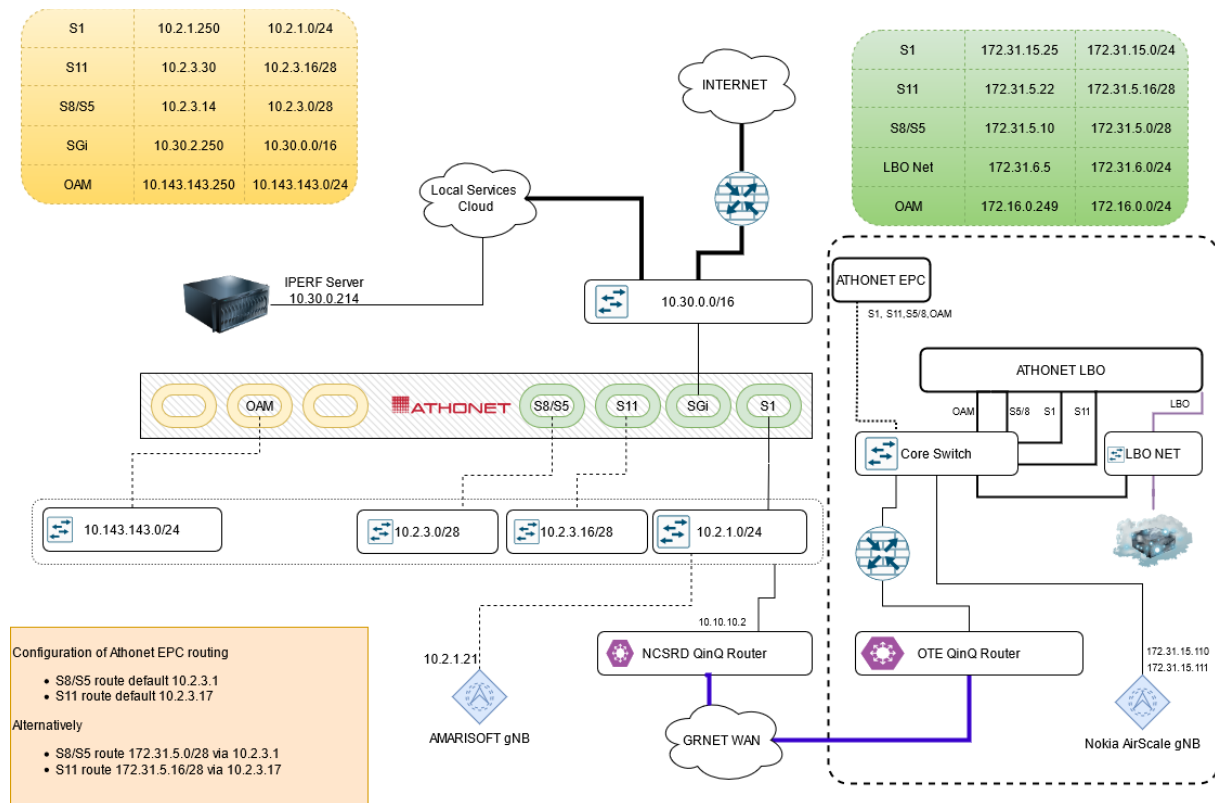 S1 10.2.1.250 10.2.1.0/24
S11 10.2.3.30 10.2.3.16/28
S8/S5 10.2.3.14 10.2.3.0/28
SGi 10.30.2.250 10.30.0.0/16
OAM 10.143.143.250 10.143.143.0/24
INTERNET
S1 172.31.15.25 172.31.15.0/24
S11 172.31.5.22 172.31.5.16/28
S8/S5 172.31.5.10 172.31.5.0/28
LBO Net 172.31.6.5 172.31.6.0/24
OAM 172.16.0.249 172.16.0.0/24
Local Services
Cloud
IPERF Server
10.30.0.214
10.30.0.0/16
ATHONET EPC
S1, S11,S5/8,OAM
ATHONET LBO
OAM S5/8 S1 S11 LBO
OAM
ATHONET
S8/S5
S11
SGi
S1
Core Switch
LBO NET
10.143.143.0/24
10.2.3.0/28
10.2.3.16/28
10.2.1.0/24
10.10.10.2
NCSRD QinQ Router
OTE QinQ Router
172.31.15.110
172.31.15.111
10.2.1.21
AMARISOFT gNB
GRNET WAN
Nokia AirScale gNB
Configuration of Athonet EPC routing
• S8/S5 route default 10.2.3.1
• S11 route default 10.2.3.17
Alternatively
• S8/S5 route 172.31.5.0/28 via 10.2.3.1
• S11 route 172.31.5.16/28 via 10.2.3.17